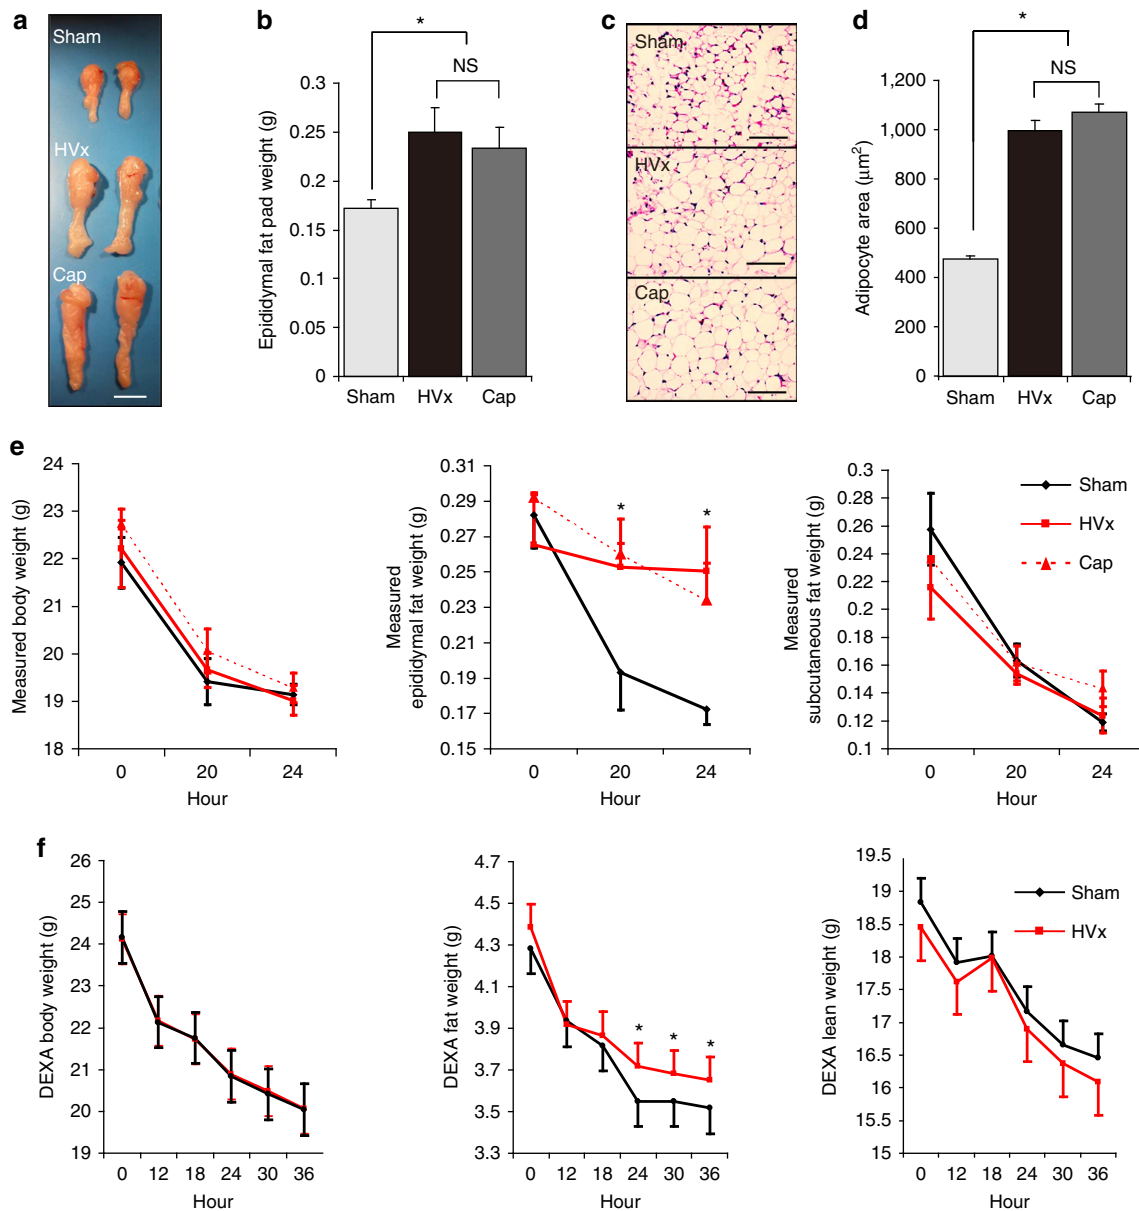 a
Sham
HVx
Cap
b
*
NS
Epididymal fat pad weight (g)
0.3
0.25
0.2
0.15
0.1
0.05
0
Sham HVx Cap
c
Sham
HVx
Cap
d
*
NS
Adipocyte area (µm²)
1,200
1,000
800
600
400
200
0
Sham HVx Cap
e
Measured body weight (g)
24
23
22
21
20
19
18
0 20 24
Hour
Measured
epididymal fat weight (g)
0.31
0.29
0.27
0.25
0.23
0.21
0.19
0.17
0.15
* *
0 20 24
Hour
Measured
subcutaneous fat weight (g)
0.3
0.28
0.26
0.24
0.22
0.2
0.18
0.16
0.14
0.12
0.1
0 20 24
Hour
Sham
HVx
Cap
f
DEXA body weight (g)
26
25
24
23
22
21
20
19
0 12 18 24 30 36
Hour
DEXA fat weight (g)
4.7
4.5
4.3
4.1
3.9
3.7
3.5
3.3
* * *
0 12 18 24 30 36
Hour
DEXA lean weight (g)
19.5
19
18.5
18
17.5
17
16.5
16
15.5
15
0 12 18 24 30 36
Hour
Sham
HVx